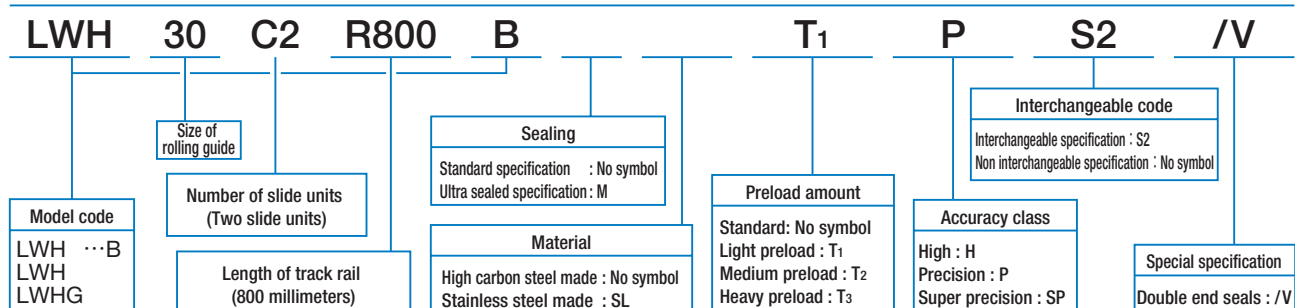 LWH 30 C2 R800 B T1 P S2 /V
Size of
rolling guide
Number of slide units
(Two slide units)
Length of track rail
(800 millimeters)
Model code
LWH …B
LWH
LWHG
Sealing
Standard specification : No symbol
Ultra sealed specification : M
Material
High carbon steel made : No symbol
Stainless steel made : SL
Preload amount
Standard: No symbol
Light preload : T1
Medium preload : T2
Heavy preload : T3
Interchangeable code
Interchangeable specification : S2
Non interchangeable specification : No symbol
Accuracy class
High : H
Precision : P
Super precision : SP
Special specification
Double end seals : /V